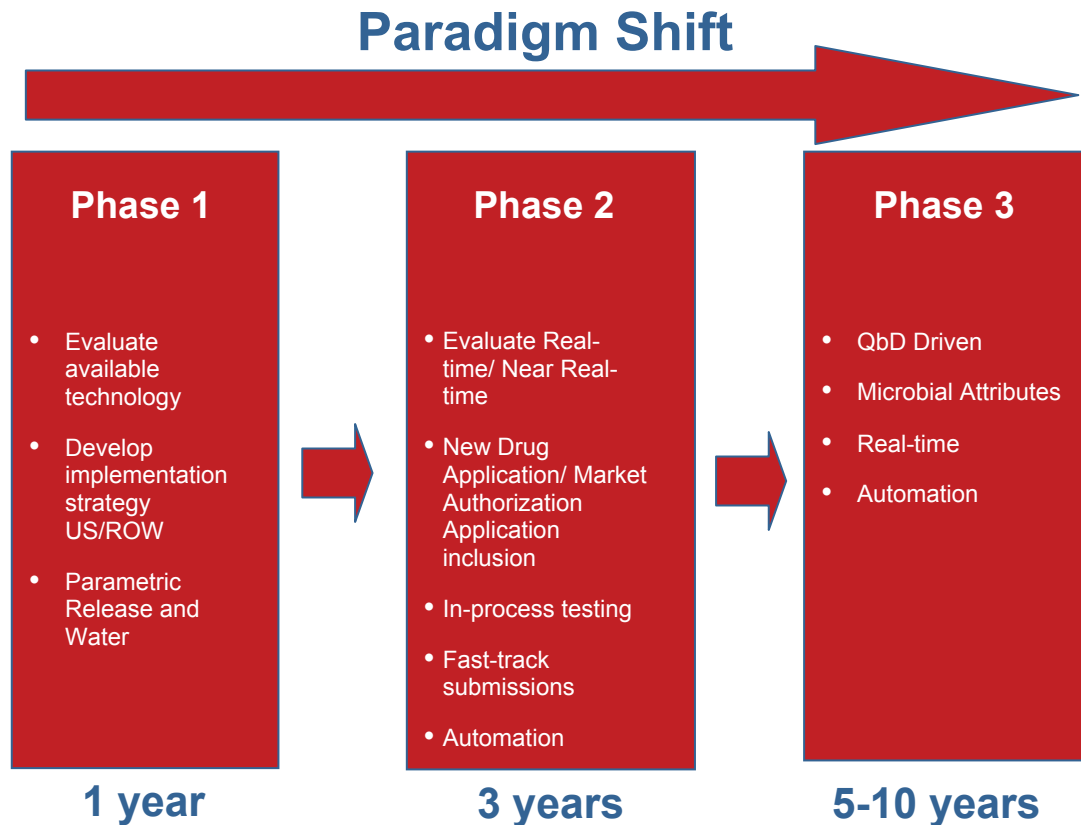 Paradigm Shift
Phase 1
• Evaluate
available
technology
• Develop
implementation
strategy
US/ROW
• Parametric
Release and
Water
1 year
Phase 2
• Evaluate Real-
time/ Near Real-
time
• New Drug
Application/ Market
Authorization
Application
inclusion
• In-process testing
• Fast-track
submissions
• Automation
3 years
Phase 3
• QbD Driven
• Microbial Attributes
• Real-time
• Automation
5-10 years